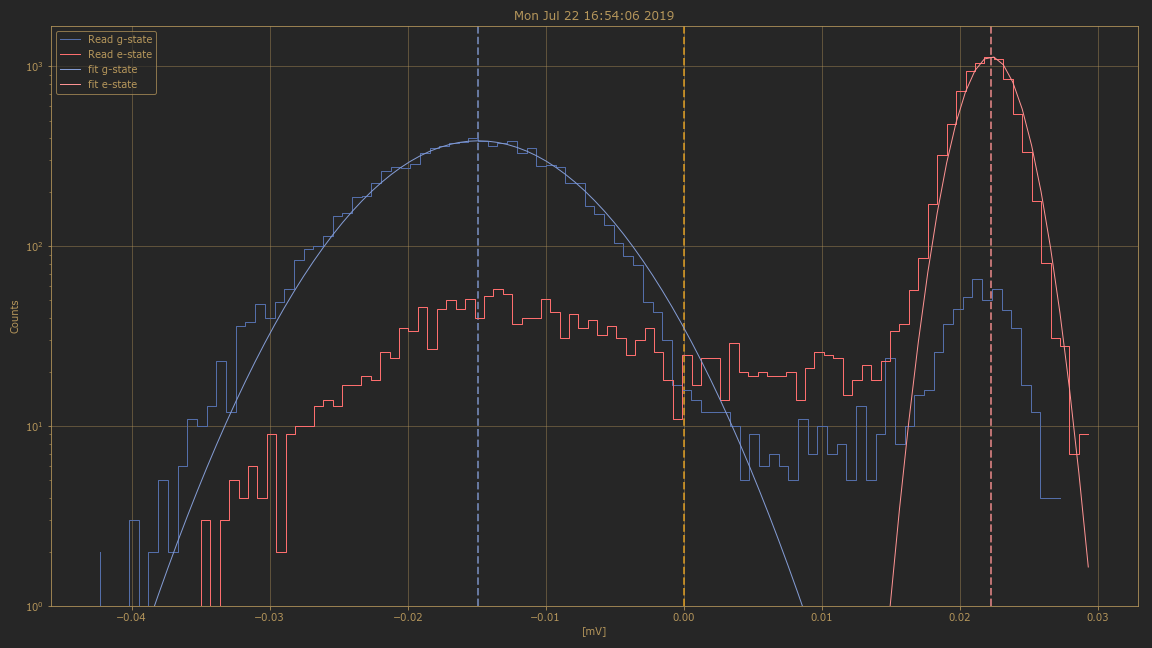 Mon Jul 22 16:54:06 2019
Read g-state
Read e-state
fit g-state
fit e-state
Counts
10³
10²
10¹
10⁰
−0.04
−0.03
−0.02
−0.01
0.00
0.01
0.02
0.03
[mV]